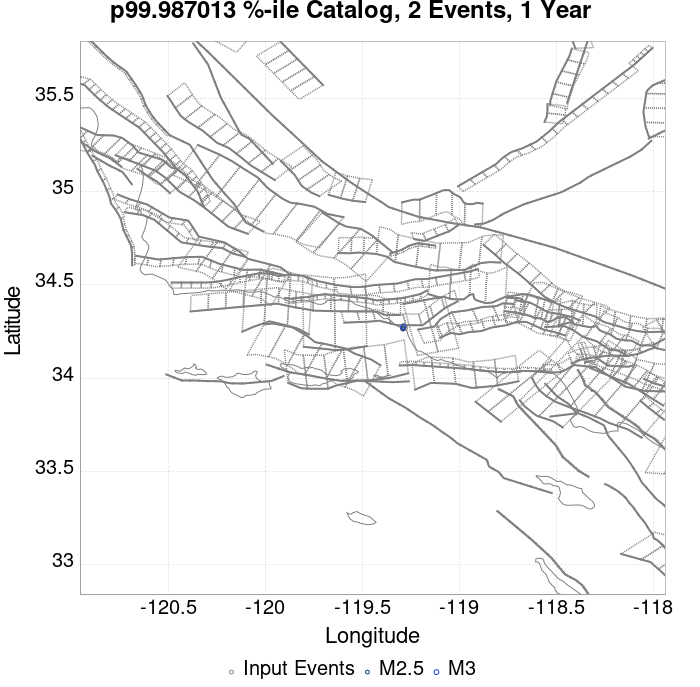 p99.987013 %-ile Catalog, 2 Events, 1 Year
35.5
35
34.5
34
33.5
33
Latitude
-120.5 -120 -119.5 -119 -118.5 -118
Longitude
Input Events M2.5 M3